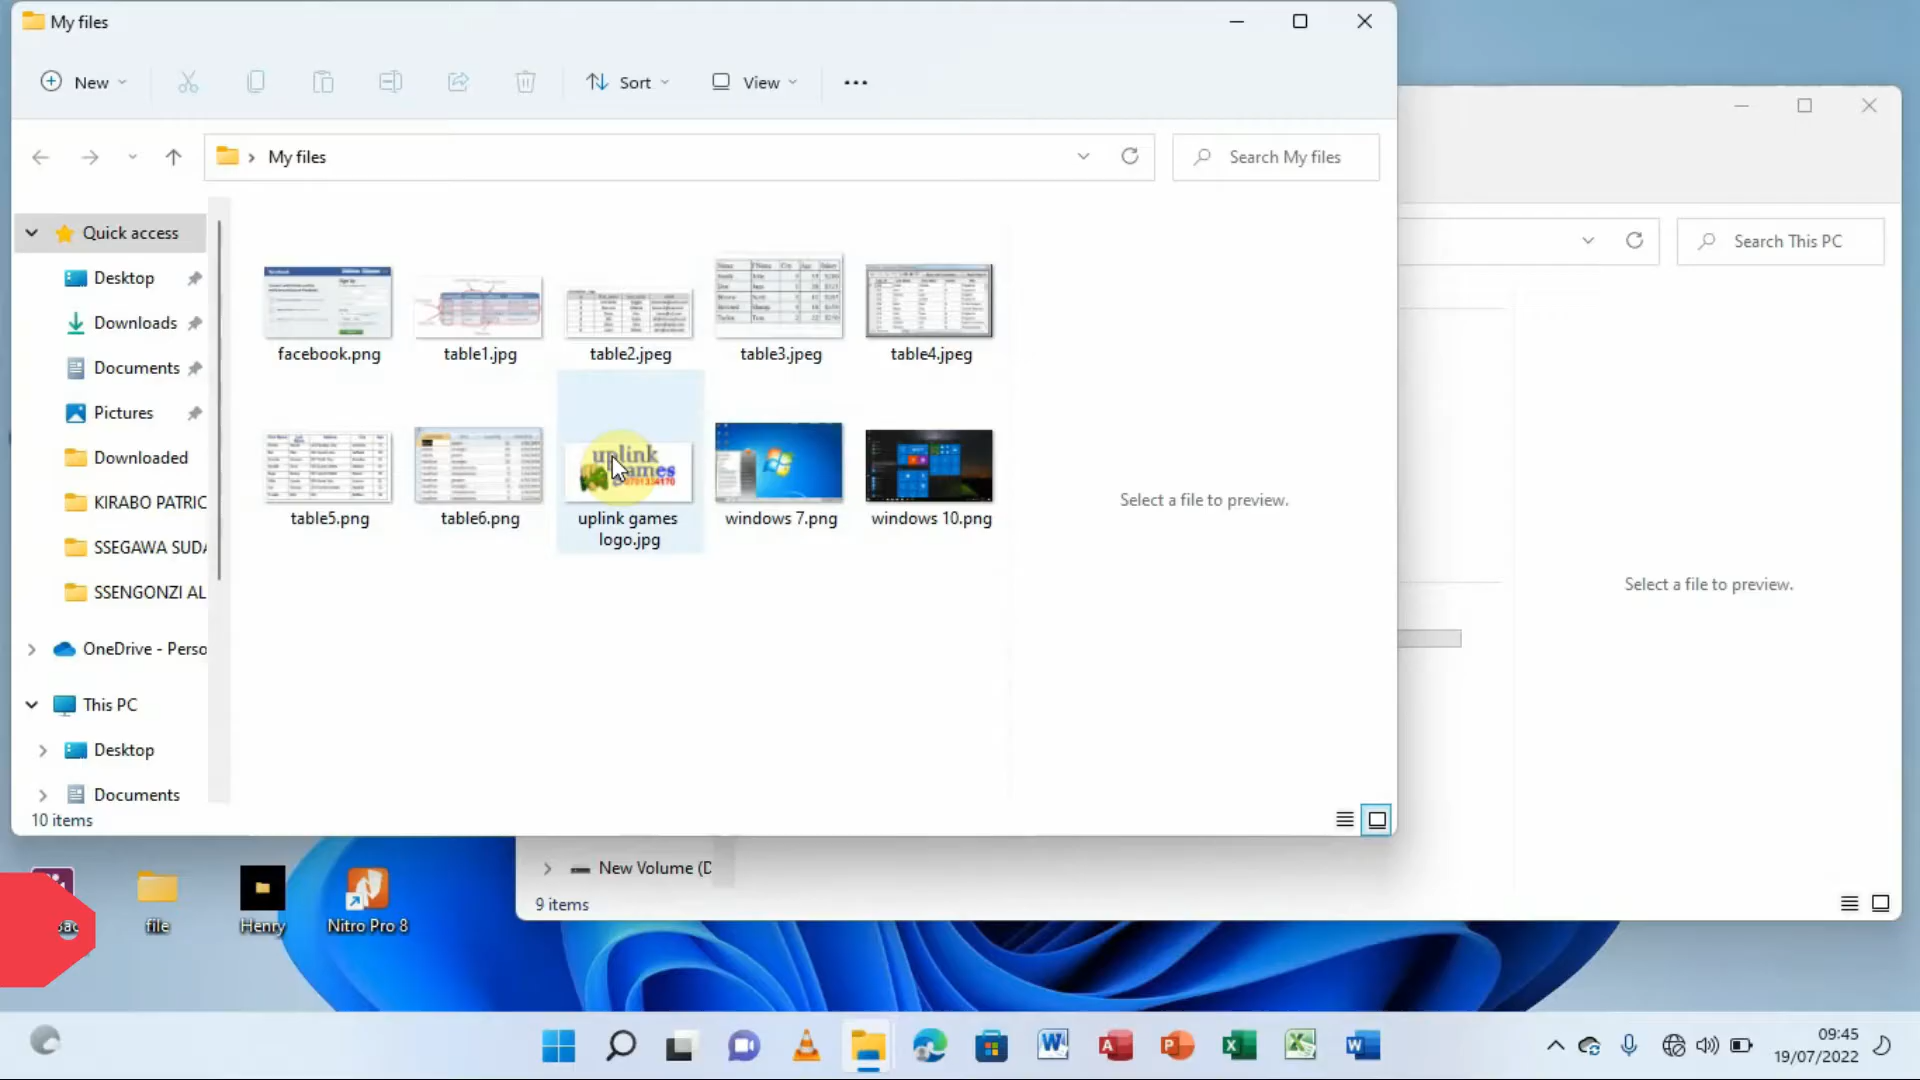 My files
New
Sort
View
My files
Search My files
Search This PC
Quick access
Desktop
Downloads
Documents
Pictures
Downloaded
KIRABO PATRIC
SSEGAWA SUDA
SSENGONZI AL
OneDrive - Perso
This PC
Desktop
Documents
10 items
facebook.png
table1.jpg
table2.jpeg
table3.jpeg
table4.jpeg
table5.png
table6.png
uplink games
logo.jpg
windows 7.png
windows 10.png
uplink
games
Select a file to preview.
Select a file to preview.
New Volume (D
9 items
file
Henry
Nitro Pro 8
09:45
19/07/2022